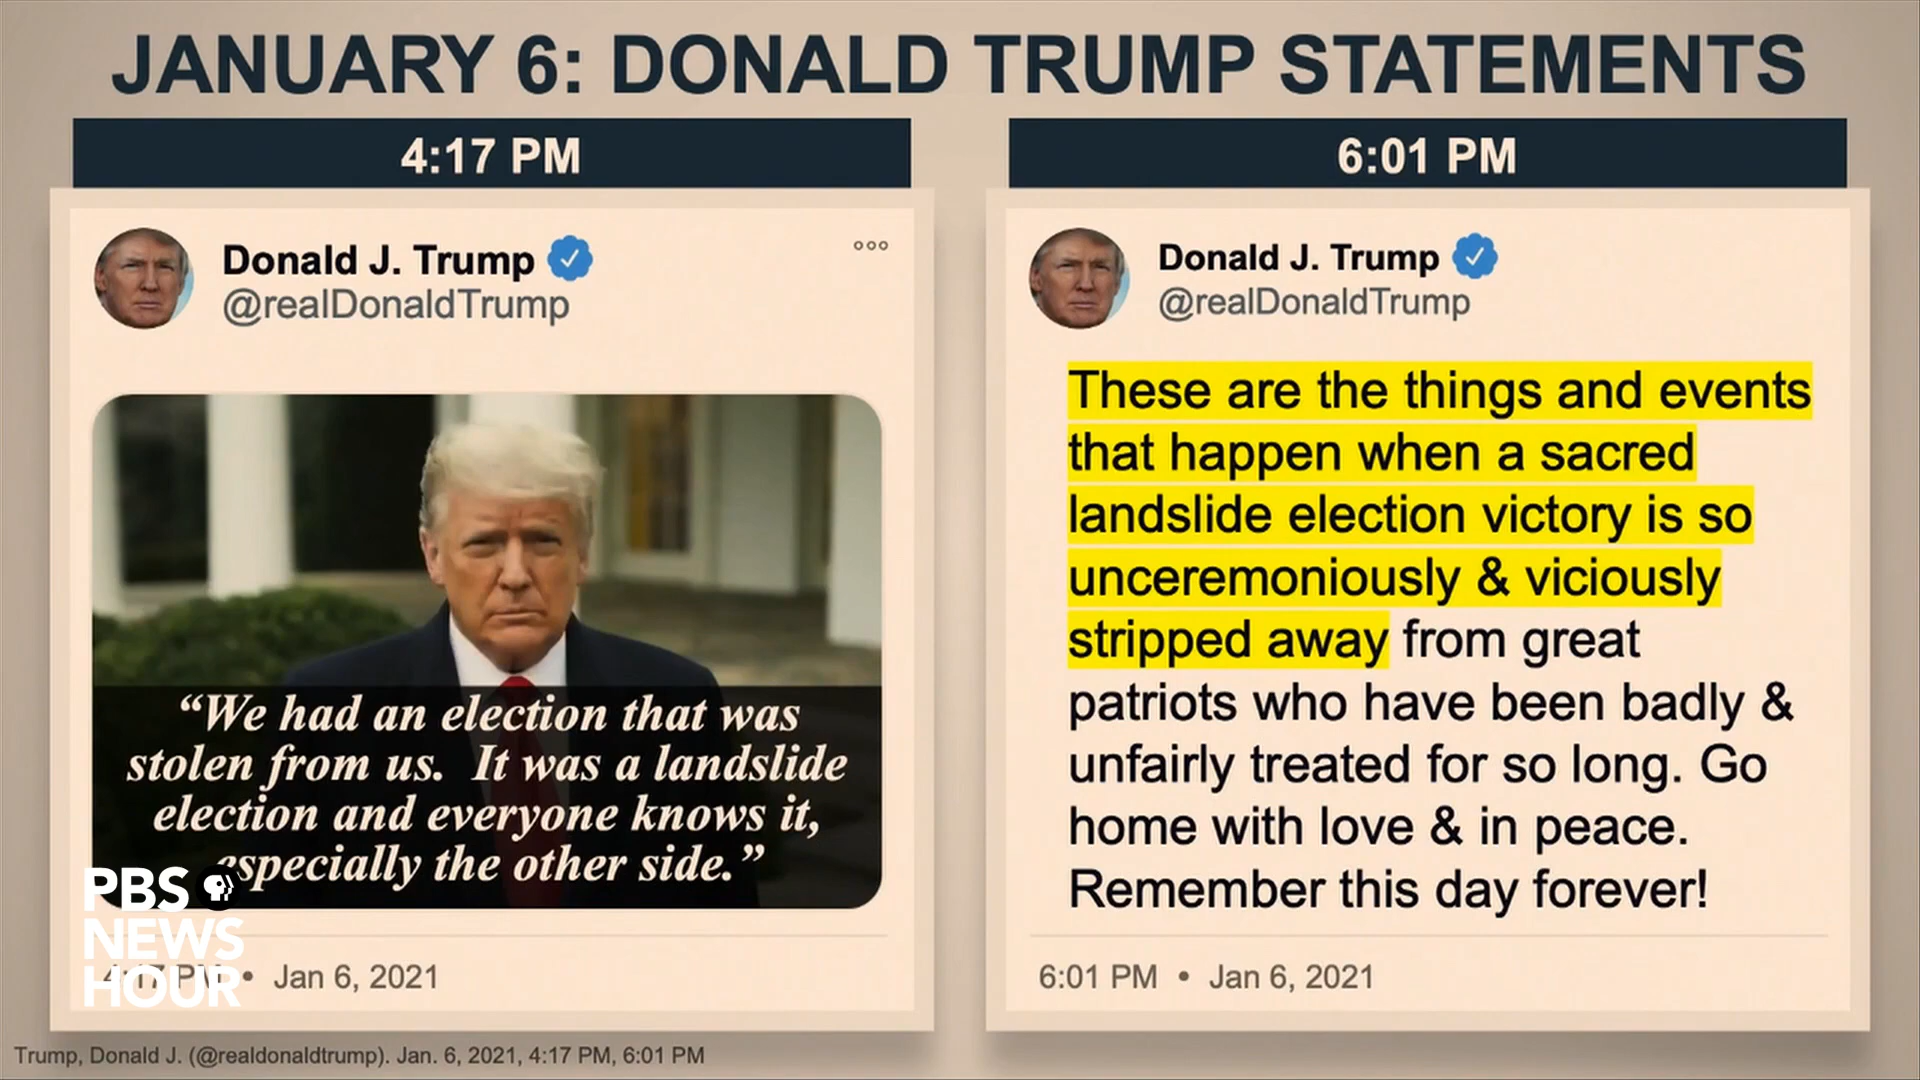 JANUARY 6: DONALD TRUMP STATEMENTS
4:17 PM
Donald J. Trump
@realDonaldTrump
“We had an election that was
stolen from us. It was a landslide
election and everyone knows it,
especially the other side.”
4:17 PM • Jan 6, 2021
6:01 PM
Donald J. Trump
@realDonaldTrump
These are the things and events
that happen when a sacred
landslide election victory is so
unceremoniously & viciously
stripped away from great
patriots who have been badly &
unfairly treated for so long. Go
home with love & in peace.
Remember this day forever!
6:01 PM • Jan 6, 2021
PBS
NEWS
HOUR
Trump, Donald J. (@realdonaldtrump). Jan. 6, 2021, 4:17 PM, 6:01 PM